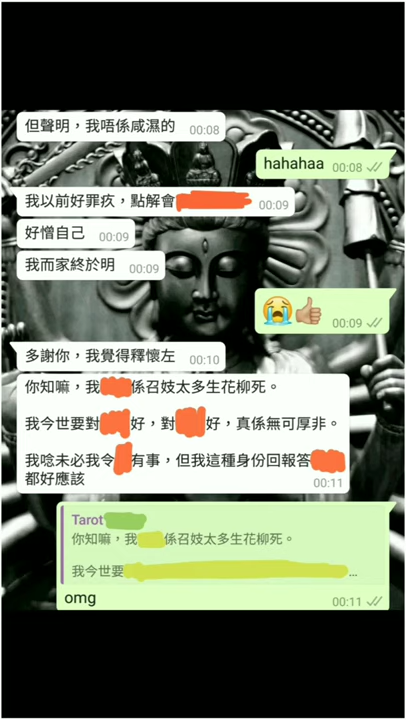 但聲明，我唔係咸濕的 00:08
hahahaa 00:08
我以前好罪疚，點解會 00:09
好憎自己 00:09
我而家終於明 00:09
😭👍🏼 00:09
多謝你，我覺得釋懷左 00:10
你知嘛，我 係召妓太多生花柳死。
我今世要對 好，對 好，真係無可厚非。
我唸未必我令 有事，但我這種身份回報答
都好應該 00:11
Tarot
你知嘛，我 係召妓太多生花柳死。
我今世要 ...
omg 00:11